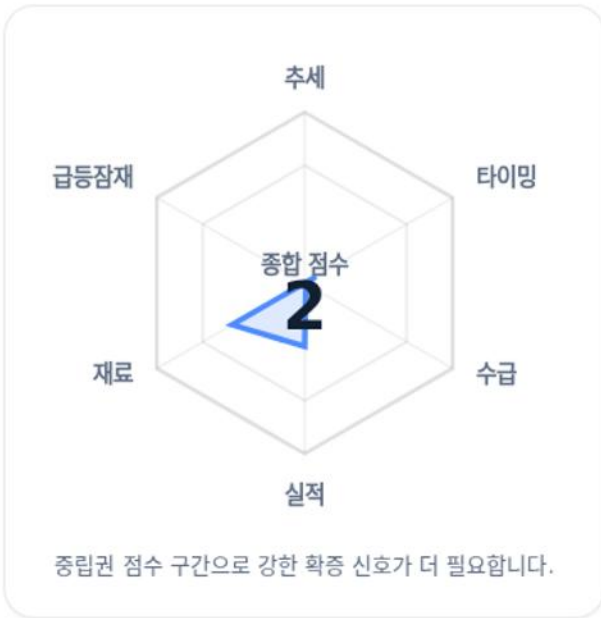 추세
급등잠재
타이밍
종합 점수
2
재료
수급
실적
중립권 점수 구간으로 강한 확증 신호가 더 필요합니다.